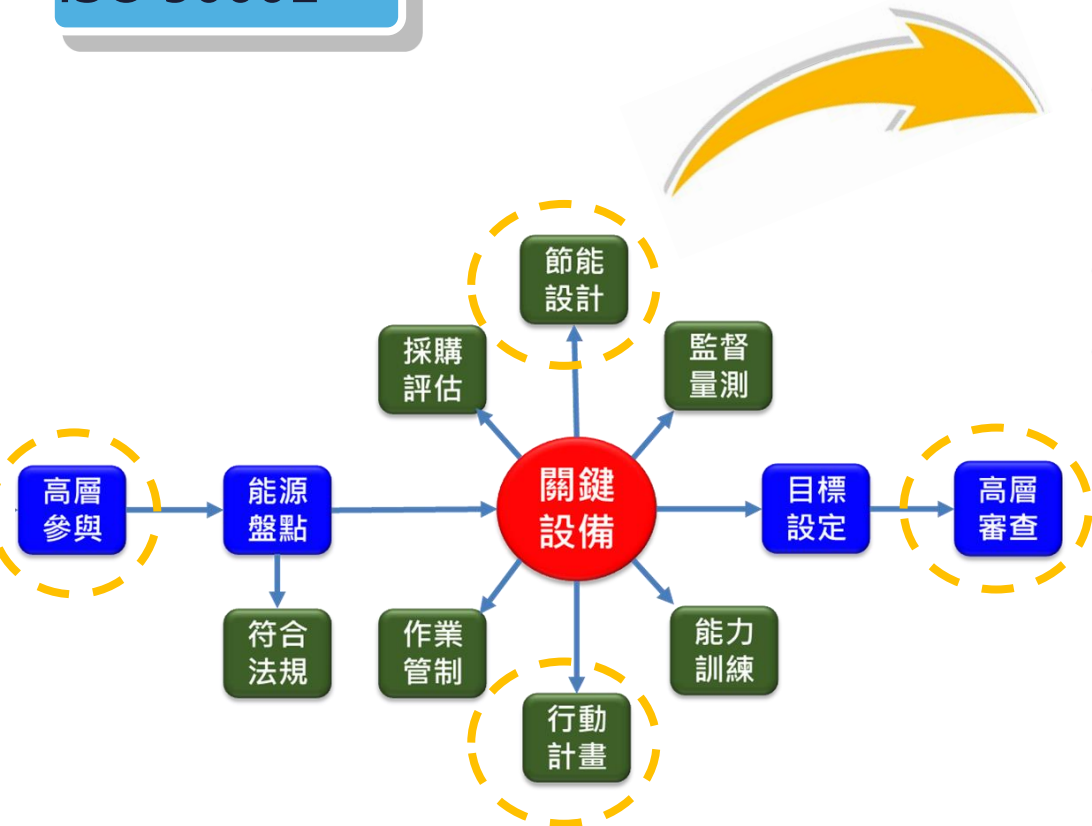 ISO 50001
節能
設計
採購
評估
監督
量測
高層
參與
能源
盤點
關鍵
設備
目標
設定
高層
審查
符合
法規
作業
管制
能力
訓練
行動
計畫